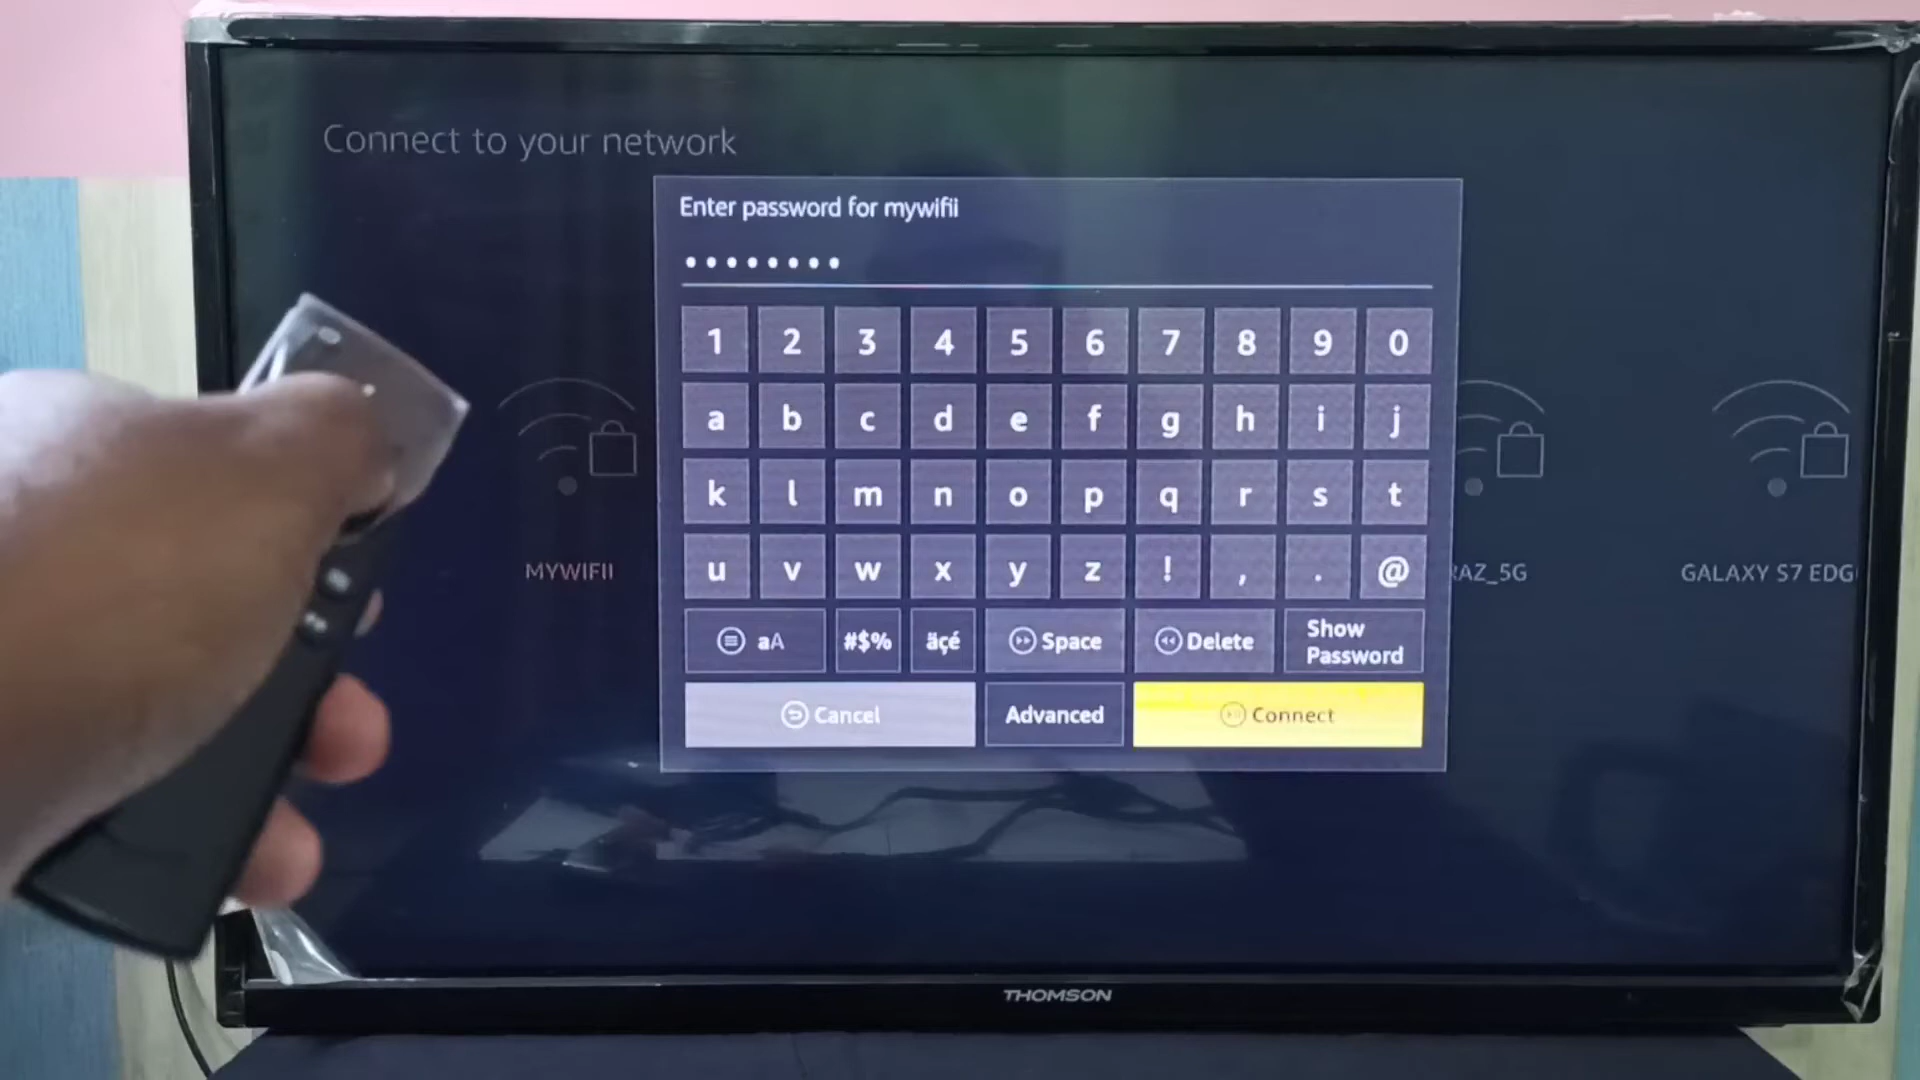 Connect to your network
Enter password for mywifii
••••••••
1 2 3 4 5 6 7 8 9 0
a b c d e f g h i j
k l m n o p q r s t
u v w x y z ! , . @
aA #$% äçé Space Delete Show Password
Cancel Advanced Connect
MYWIFII
AZ_5G
GALAXY S7 EDG
THOMSON